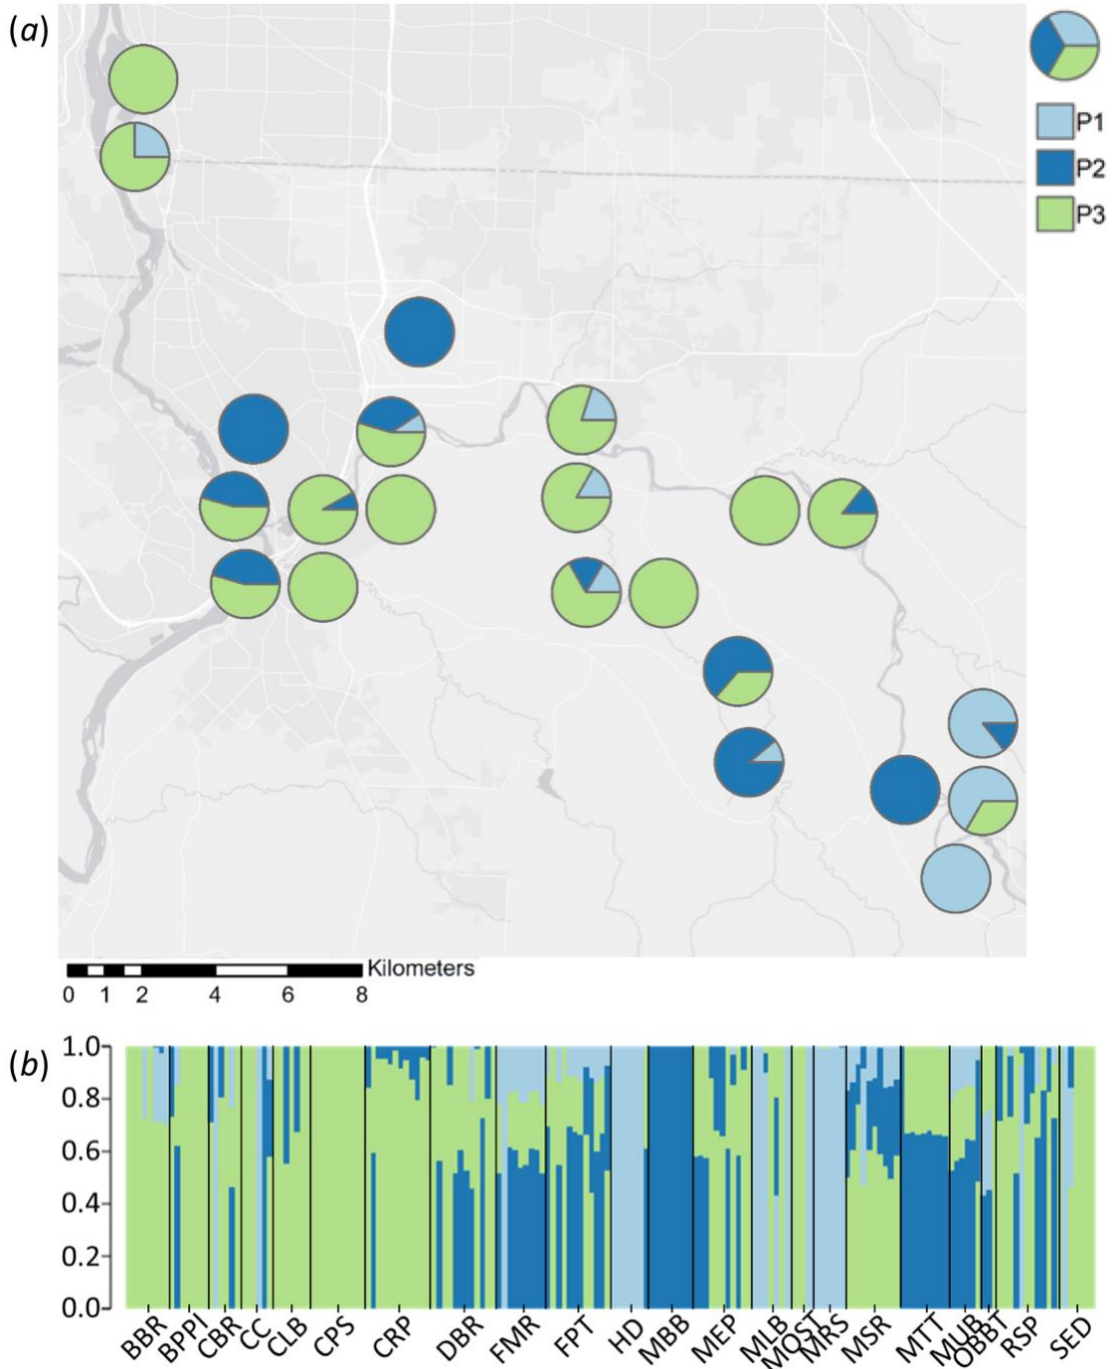 (a)
P1
P2
P3
Kilometers
0 1 2 4 6 8
(b)
1.0
0.8
0.6
0.4
0.2
0.0
BBR BPPI CBR CC CLB CPS CRP DBR FMR FPT HD MBB MEP MLB MOST MRS MSR MTT MUB OBBT RSP SED